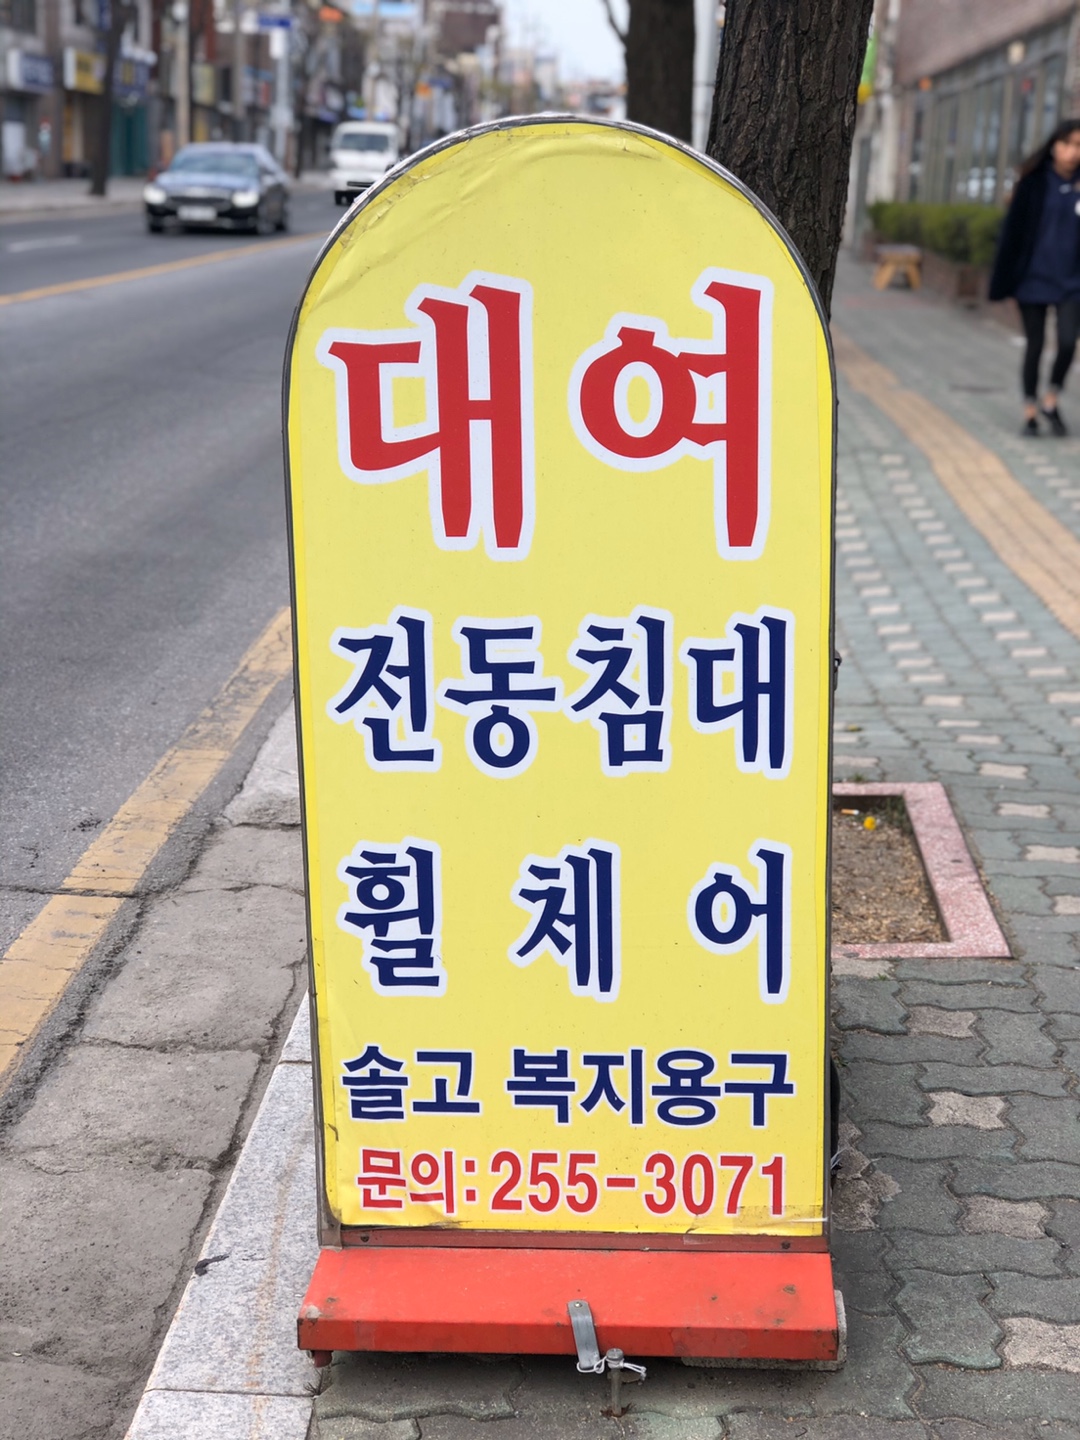 대여
전동침대
휠체어
솔고 복지용구
문의:255-3071